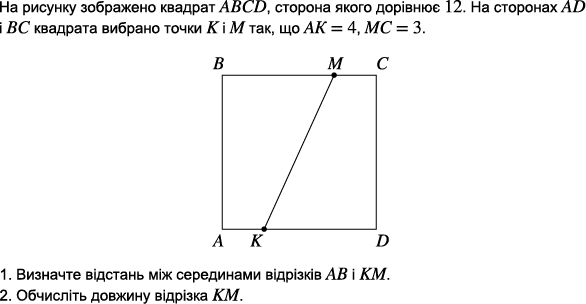 На рисунку зображено квадрат ABCD, сторона якого дорівнює 12. На сторонах AD
і BC квадрата вибрано точки K і M так, що AK = 4, MC = 3.
B M C
A K D
1. Визначте відстань між серединами відрізків AB і KM.
2. Обчисліть довжину відрізка KM.